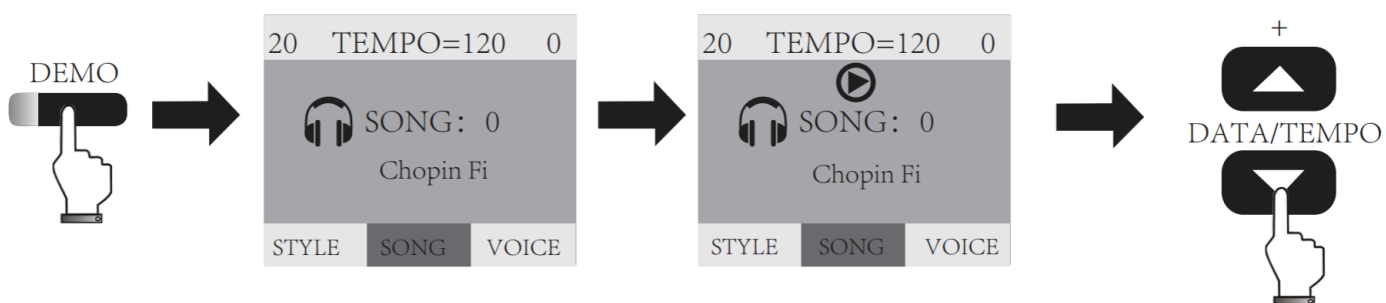 DEMO
20 TEMPO=120 0
SONG: 0
Chopin Fi
STYLE SONG VOICE
20 TEMPO=120 0
SONG: 0
Chopin Fi
STYLE SONG VOICE
+
DATA/TEMPO